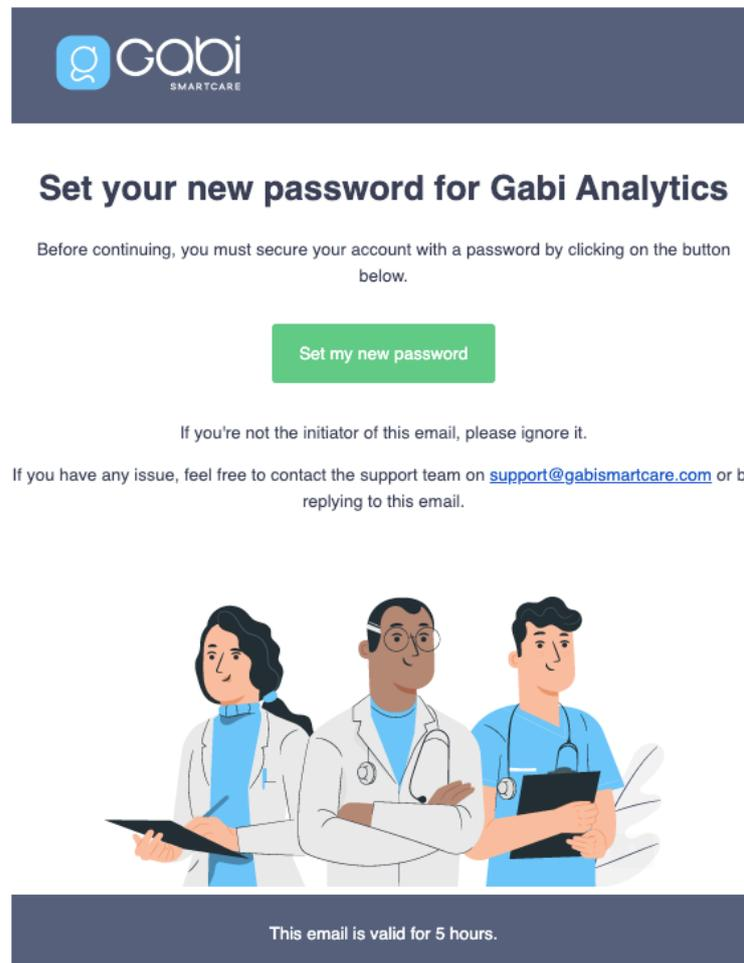 g Gabi
SMARTCARE
Set your new password for Gabi Analytics
Before continuing, you must secure your account with a password by clicking on the button
below.
Set my new password
If you're not the initiator of this email, please ignore it.
If you have any issue, feel free to contact the support team on support@gabismartcare.com or b
replying to this email.
This email is valid for 5 hours.